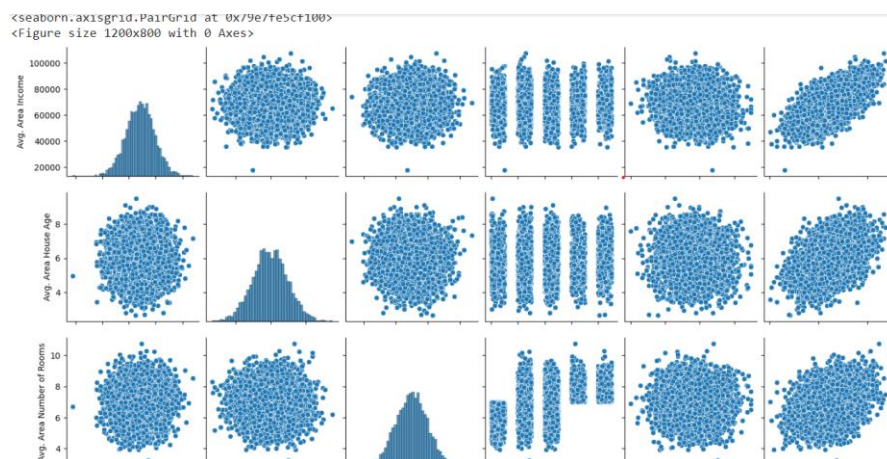 <seaborn.axisgrid.PairGrid at 0x79e7fe5cf100>
<Figure size 1200x800 with 0 Axes>
Avg. Area Income
100000
80000
60000
40000
20000
Avg. Area House Age
8
6
4
Avg. Area Number of Rooms
10
8
6
4